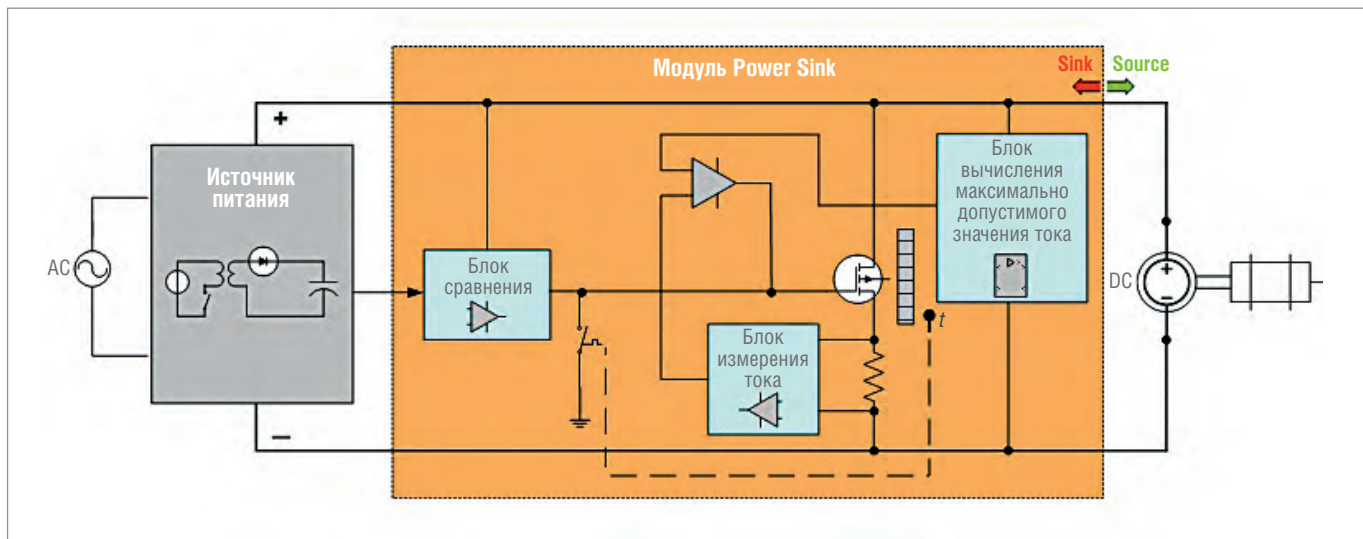 Модуль Power Sink
Sink
Source
+
Источник
питания
AC
Блок
сравнения
Блок
измерения
тока
t
Блок
вычисления
максимально
допустимого
значения тока
DC
+
–
–